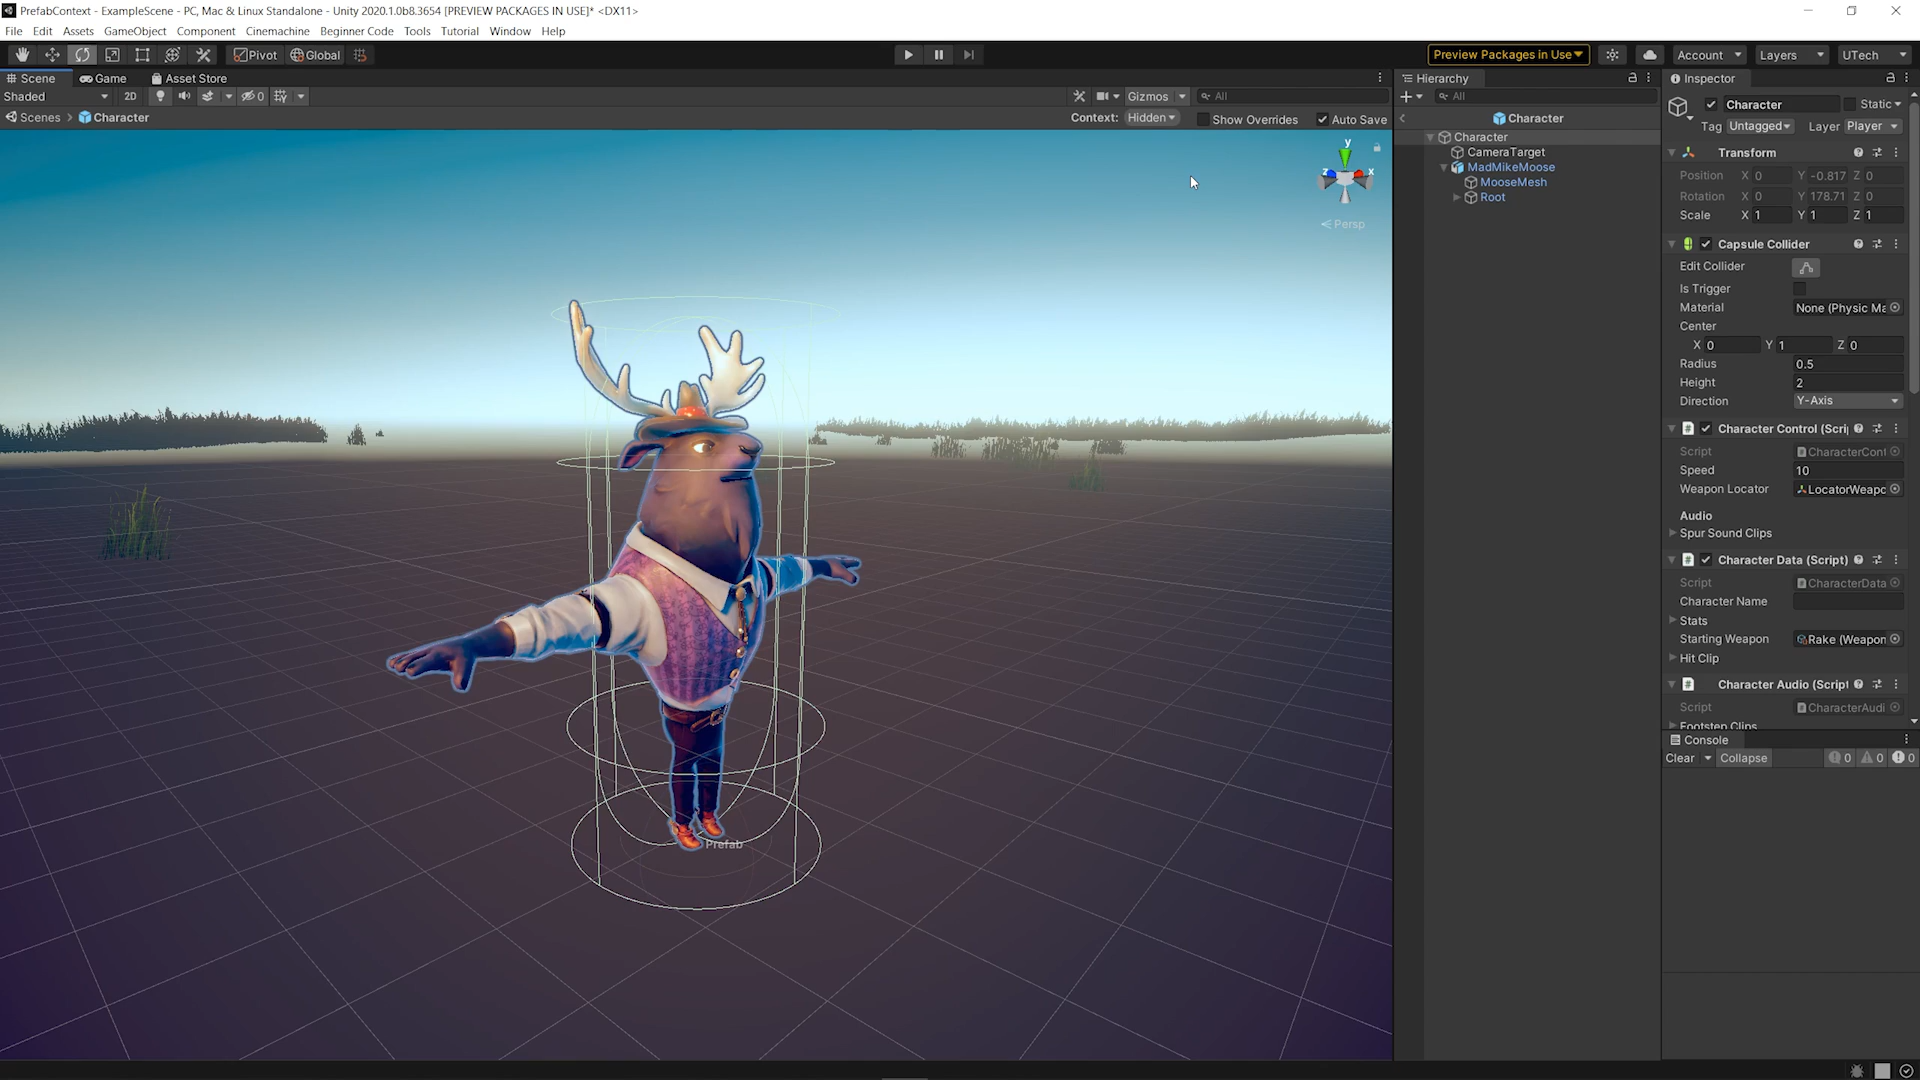 PrefabContext - ExampleScene - PC, Mac & Linux Standalone - Unity 2020.1.0b8.3654 [PREVIEW PACKAGES IN USE]* <DX11>
File Edit Assets GameObject Component Cinemachine Beginner Code Tools Tutorial Window Help
Pivot Global Preview Packages in Use Account Layers UTech
Scene Game Asset Store Hierarchy Inspector
Shaded 2D 0 Gizmos All All
Scenes Character Context: Hidden Show Overrides Auto Save
y
z
x
Persp
Prefab
Character
Character
CameraTarget
MadMikeMoose
MooseMesh
Root
Character Static
Tag Untagged Layer Player
Transform
Position X 0 Y -0.817 Z 0
Rotation X 0 Y 178.71 Z 0
Scale X 1 Y 1 Z 1
Capsule Collider
Edit Collider
Is Trigger
Material None (Physic Ma
Center
X 0 Y 1 Z 0
Radius 0.5
Height 2
Direction Y-Axis
# Character Control (Scrip
Script CharacterCont
Speed 10
Weapon Locator LocatorWeapo
Audio
Spur Sound Clips
# Character Data (Script)
Script CharacterData
Character Name
Stats
Starting Weapon Rake (Weapon
Hit Clip
# Character Audio (Script
Script CharacterAudi
Footstep Clips
Console
Clear Collapse 0 0 0